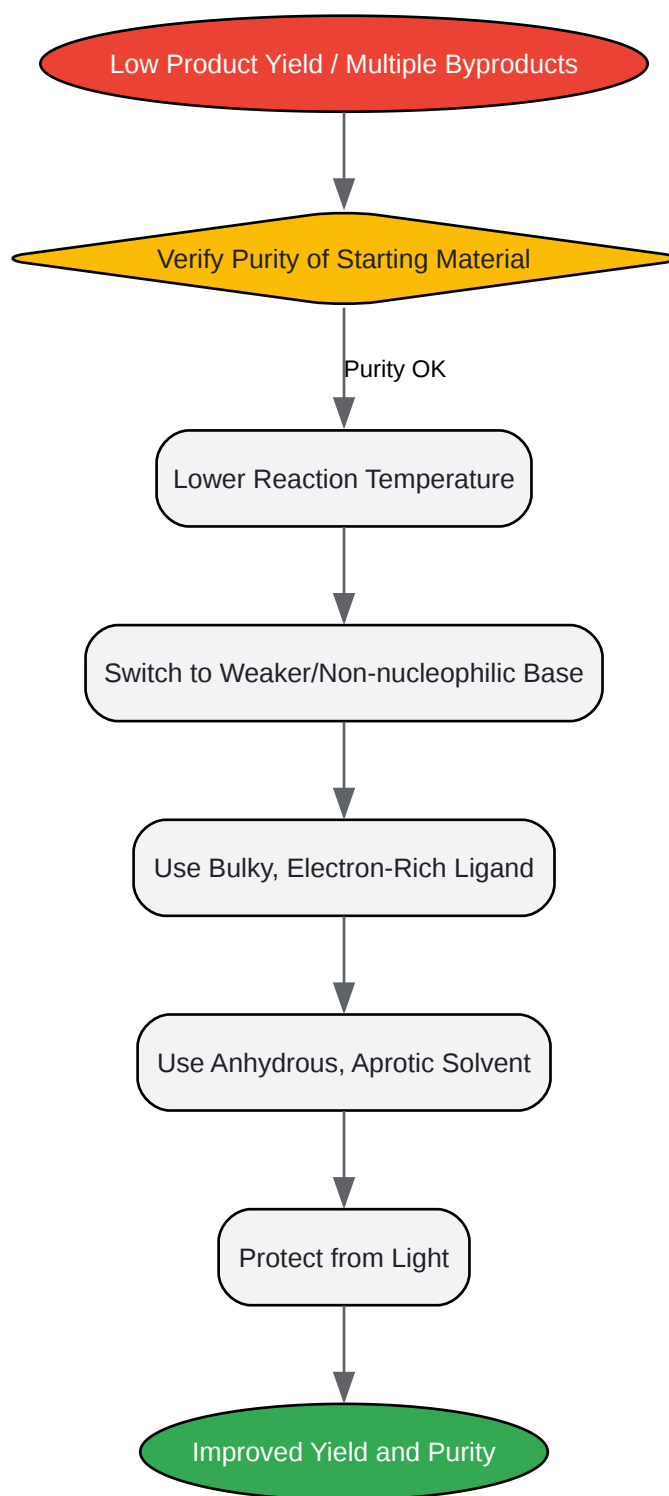 Low Product Yield / Multiple Byproducts
Verify Purity of Starting Material
Purity OK
Lower Reaction Temperature
Switch to Weaker/Non-nucleophilic Base
Use Bulky, Electron-Rich Ligand
Use Anhydrous, Aprotic Solvent
Protect from Light
Improved Yield and Purity